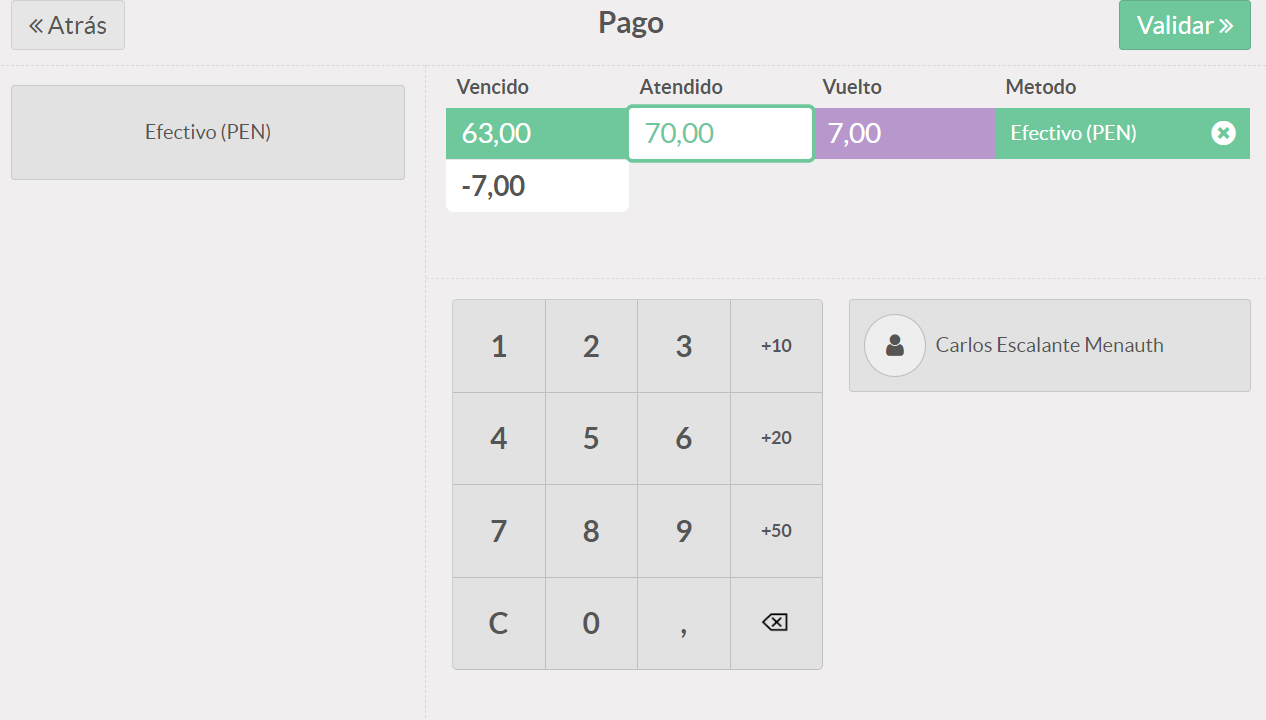 Atrás
Pago
Validar
Efectivo (PEN)
Vencido Atendido Vuelto Metodo
63,00 70,00 7,00 Efectivo (PEN)
-7,00
1 2 3 +10
4 5 6 +20
7 8 9 +50
C 0 ,
Carlos Escalante Menauth